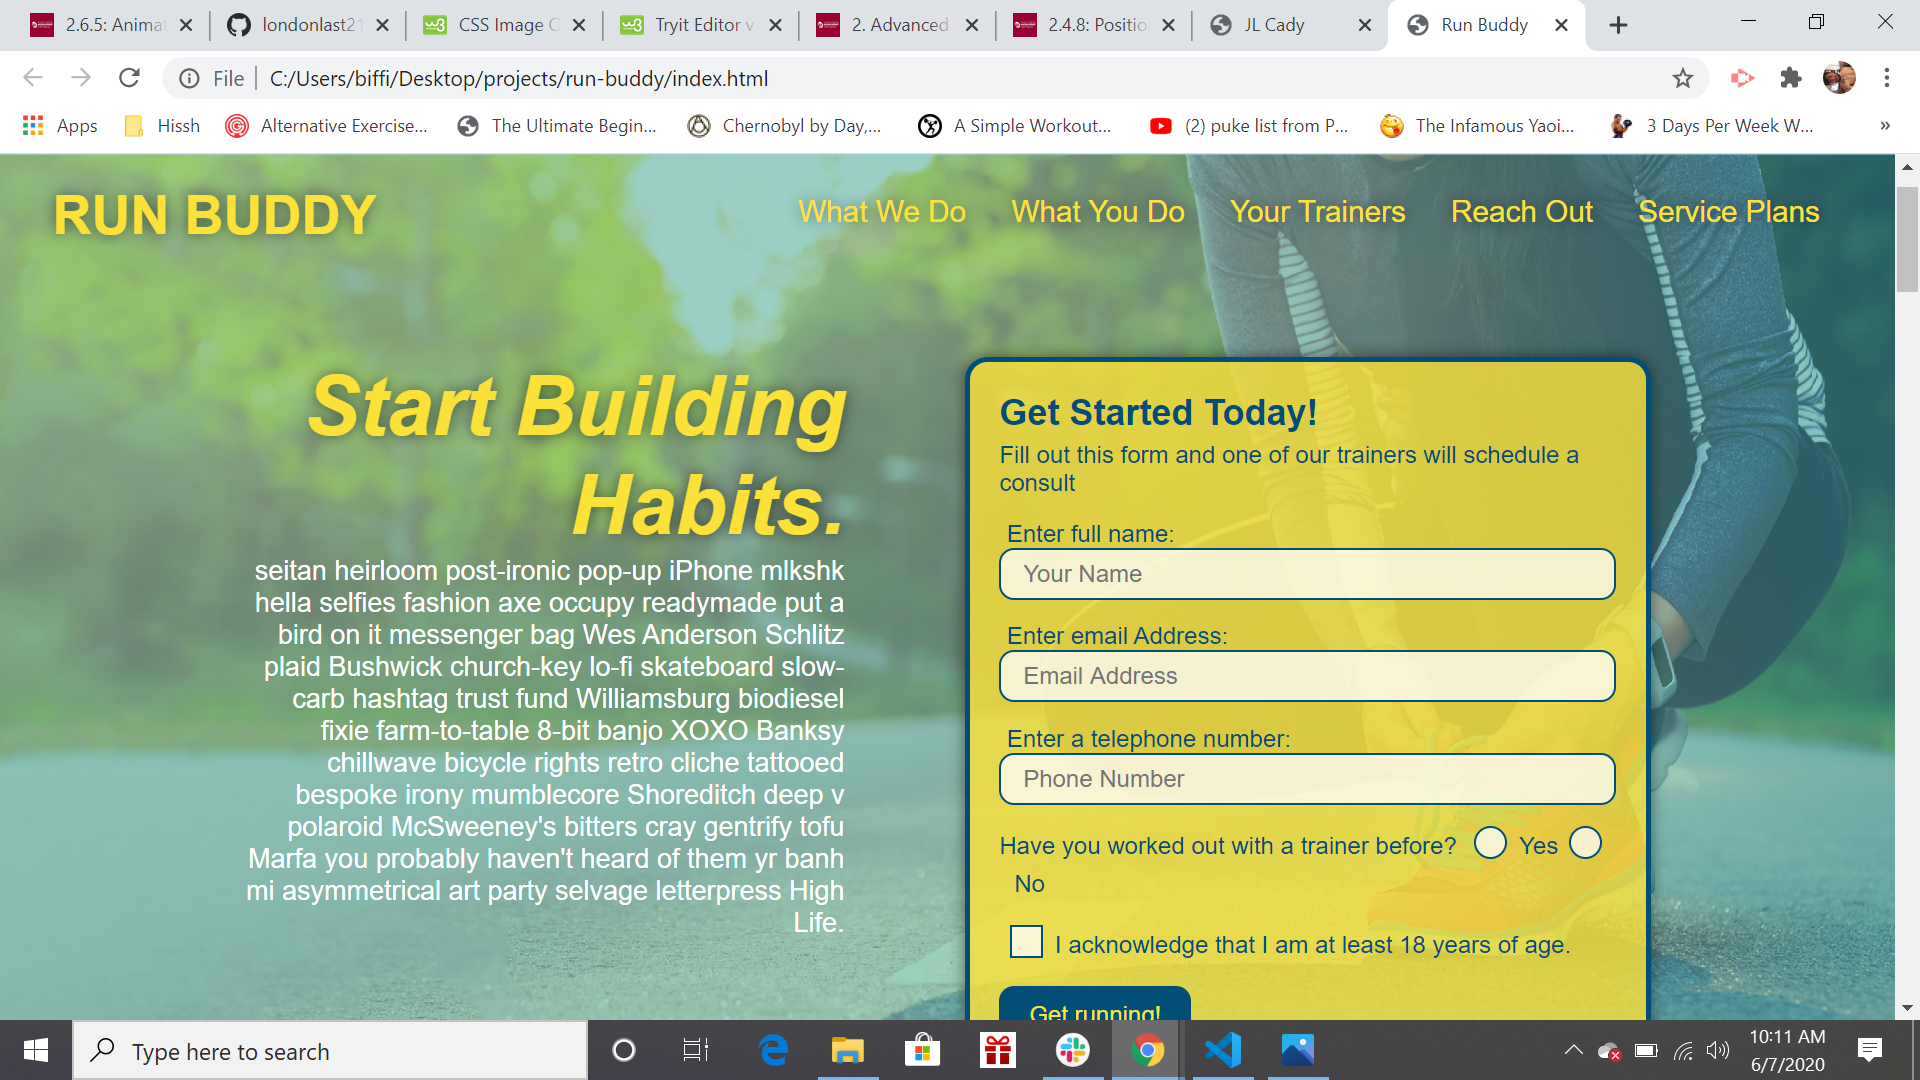 2.6.5: Animat
londonlast21
CSS Image O
Tryit Editor v
2. Advanced
2.4.8: Positio
JL Cady
Run Buddy
File
C:/Users/biffi/Desktop/projects/run-buddy/index.html
Apps
Hissh
Alternative Exercise...
The Ultimate Begin...
Chernobyl by Day,...
A Simple Workout...
(2) puke list from P...
The Infamous Yaoi...
3 Days Per Week W...
»
RUN BUDDY
What We Do
What You Do
Your Trainers
Reach Out
Service Plans
Start Building
Habits.
seitan heirloom post-ironic pop-up iPhone mlkshk
hella selfies fashion axe occupy readymade put a
bird on it messenger bag Wes Anderson Schlitz
plaid Bushwick church-key lo-fi skateboard slow-
carb hashtag trust fund Williamsburg biodiesel
fixie farm-to-table 8-bit banjo XOXO Banksy
chillwave bicycle rights retro cliche tattooed
bespoke irony mumblecore Shoreditch deep v
polaroid McSweeney's bitters cray gentrify tofu
Marfa you probably haven't heard of them yr banh
mi asymmetrical art party selvage letterpress High
Life.
Get Started Today!
Fill out this form and one of our trainers will schedule a
consult
Enter full name:
Your Name
Enter email Address:
Email Address
Enter a telephone number:
Phone Number
Have you worked out with a trainer before? Yes
No
I acknowledge that I am at least 18 years of age.
Get running!
Type here to search
10:11 AM
6/7/2020